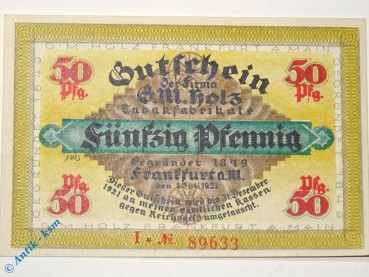 G·M·HOLZ FRANKFURT A. MAIN
50 Pfg.
50 Pfg.
Gutschein
der Firma
G.M. Holz
Tabakfabrikate
Fünfzig Pfennig
Gegründet 1849
Frankfurt a.M.
den 1. Juli 1921
Dieser Gutschein wird bis 31. Dezember
1921 an meinen sämtlichen Kassen
gegen Reichsgeld umgetauscht.
Pfg. 50
Pfg. 50
I * № 89633
© Antik-ksm